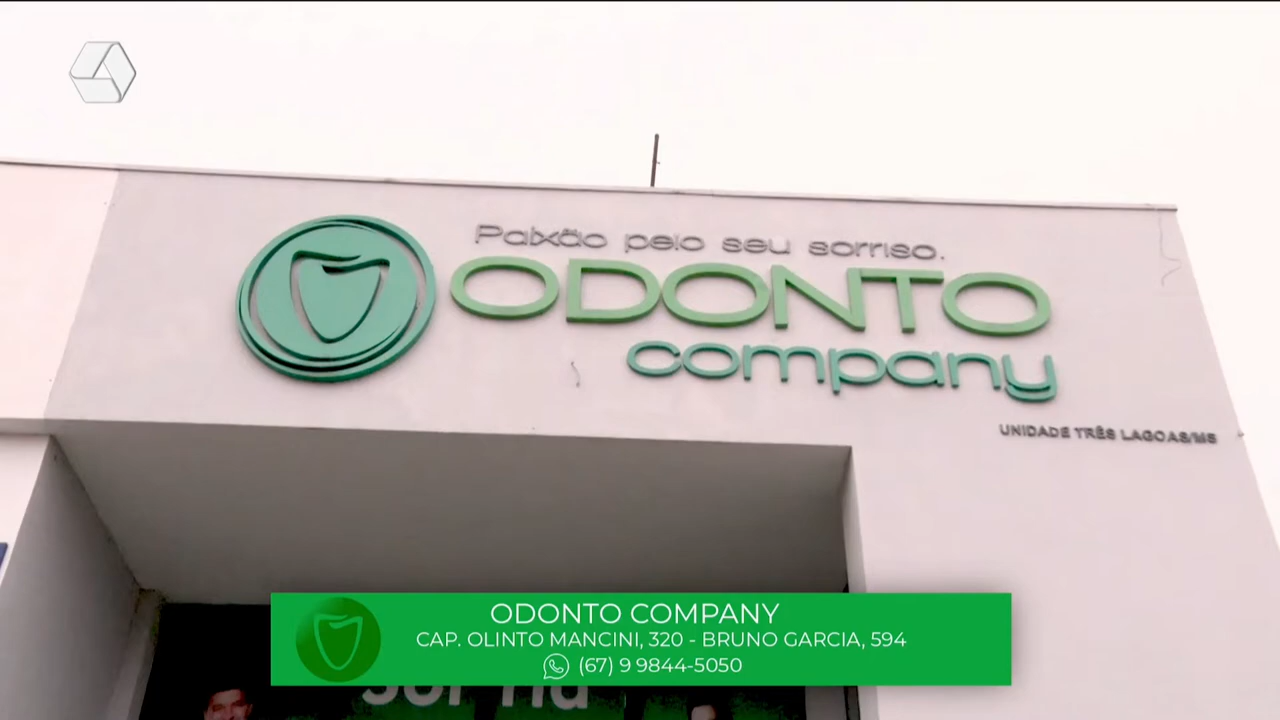 Paixão pelo seu sorriso.
ODONTO
company
UNIDADE TRÊS LAGOAS/MS
ODONTO COMPANY
CAP. OLINTO MANCINI, 320 - BRUNO GARCIA, 594
(67) 9 9844-5050